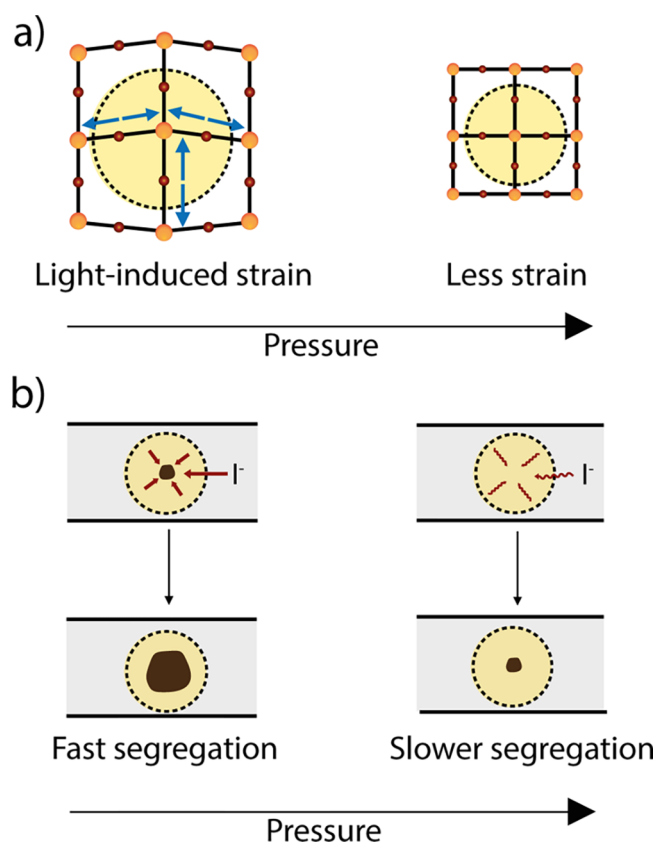 a)
Light-induced strain
Less strain
Pressure
b)
I-
I-
Fast segregation
Slower segregation
Pressure